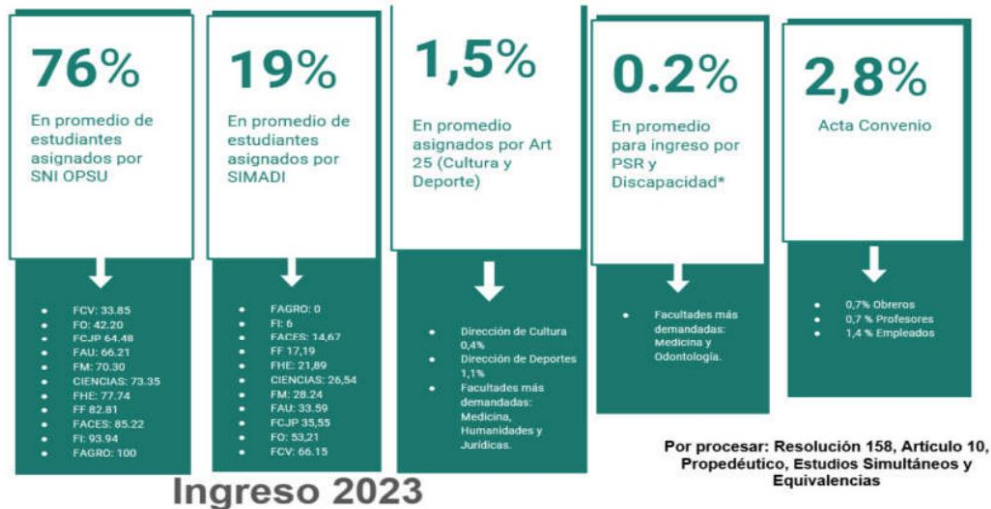 76%
En promedio de
estudiantes
asignados por
SNI OPSU
FCV: 33.85
FO: 42.20
FCJP 64.48
FAU: 66.21
FM: 70.30
CIENCIAS: 73.35
FHE: 77.74
FF 82.81
FACES: 85.22
FI: 93.94
FAGRO: 100
19%
En promedio de
estudiantes
asignados por
SIMADI
FAGRO: 0
FI: 6
FACES: 14,67
FF 17,19
FHE: 21,89
CIENCIAS: 26,54
FM: 28.24
FAU: 33.59
FCJP 35,55
FO: 53,21
FCV: 66.15
1,5%
En promedio
asignados por Art
25 (Cultura y
Deporte)
Dirección de Cultura
0,4%
Dirección de Deportes
1,1%
Facultades más
demandadas:
Medicina,
Humanidades y
Jurídicas.
0.2%
En promedio
para ingreso por
PSR y
Discapacidad*
Facultades más
demandadas:
Medicina y
Odontología.
2,8%
Acta Convenio
0,7% Obreros
0,7 % Profesores
1,4 % Empleados
Por procesar: Resolución 158, Artículo 10,
Propedéutico, Estudios Simultáneos y
Equivalencias
Ingreso 2023